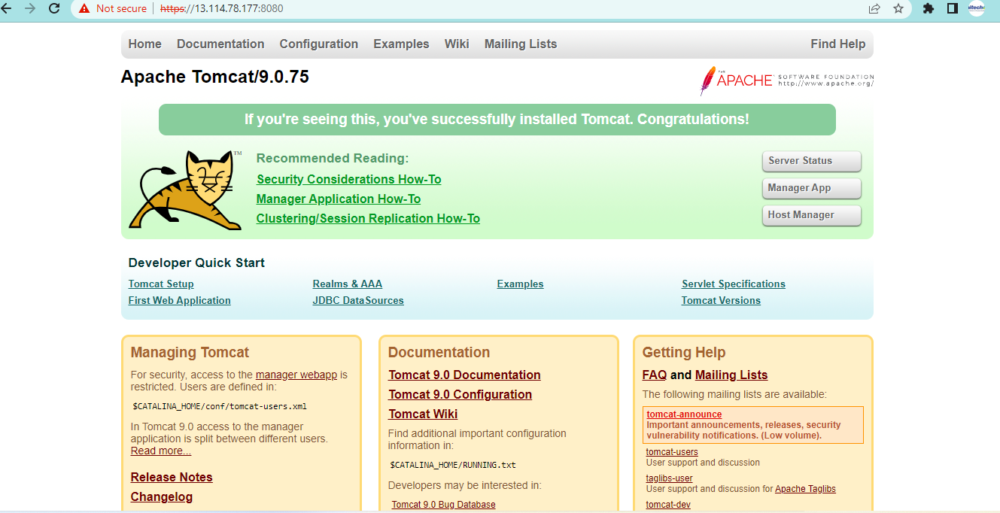 Not secure https://13.114.78.177:8080
Home Documentation Configuration Examples Wiki Mailing Lists Find Help
Apache Tomcat/9.0.75
THE APACHE SOFTWARE FOUNDATION
http://www.apache.org/
If you're seeing this, you've successfully installed Tomcat. Congratulations!
TM
Recommended Reading:
Security Considerations How-To
Manager Application How-To
Clustering/Session Replication How-To
Server Status
Manager App
Host Manager
Developer Quick Start
Tomcat Setup
First Web Application
Realms & AAA
JDBC DataSources
Examples
Servlet Specifications
Tomcat Versions
Managing Tomcat
For security, access to the manager webapp is
restricted. Users are defined in:
$CATALINA_HOME/conf/tomcat-users.xml
In Tomcat 9.0 access to the manager
application is split between different users.
Read more...
Release Notes
Changelog
Documentation
Tomcat 9.0 Documentation
Tomcat 9.0 Configuration
Tomcat Wiki
Find additional important configuration
information in:
$CATALINA_HOME/RUNNING.txt
Developers may be interested in:
Tomcat 9.0 Bug Database
Getting Help
FAQ and Mailing Lists
The following mailing lists are available:
tomcat-announce
Important announcements, releases, security
vulnerability notifications. (Low volume).
tomcat-users
User support and discussion
taglibs-user
User support and discussion for Apache Taglibs
tomcat-dev